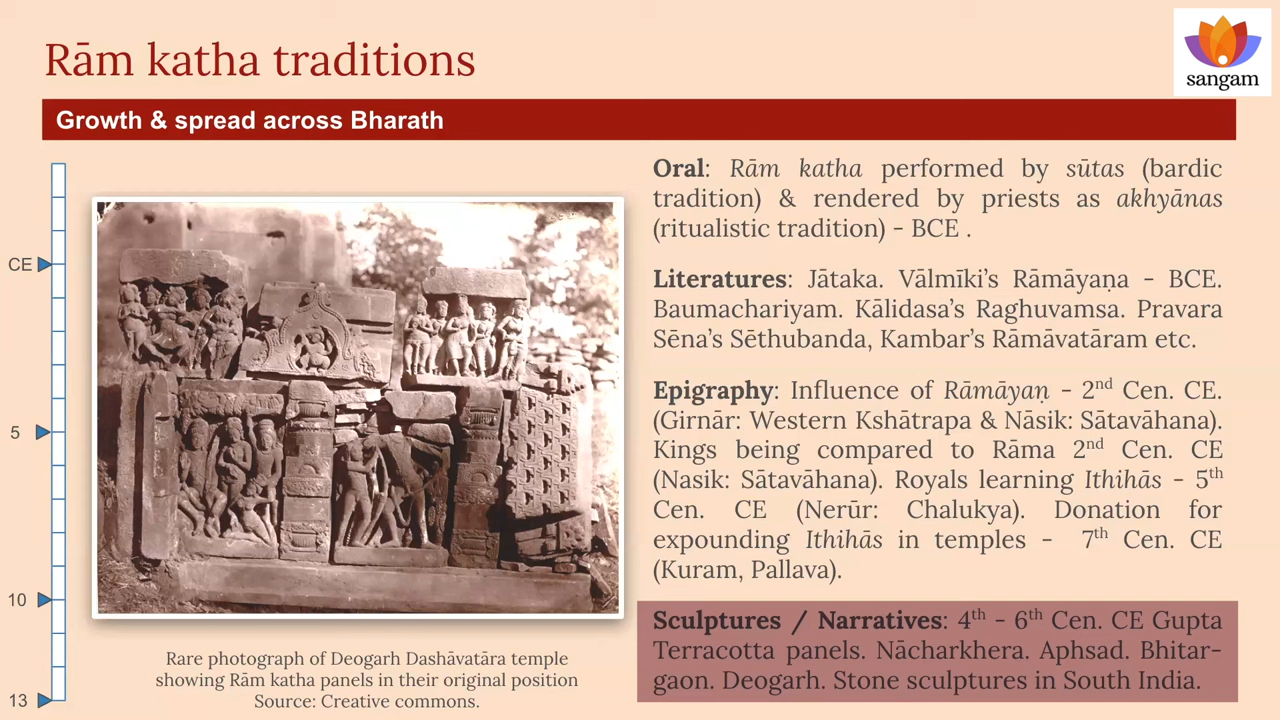 Rām katha traditions
sangam
Growth & spread across Bharath
CE
5
10
13
Rare photograph of Deogarh Dashāvatāra temple
showing Rām katha panels in their original position
Source: Creative commons.
Oral: Rām katha performed by sūtas (bardic
tradition) & rendered by priests as akhyānas
(ritualistic tradition) - BCE .
Literatures: Jātaka. Vālmīki’s Rāmāyaṇa - BCE.
Baumachariyam. Kālidasa’s Raghuvamsa. Pravara
Sēna’s Sēthubanda, Kambar’s Rāmāvatāram etc.
Epigraphy: Influence of Rāmāyaṇ - 2nd Cen. CE.
(Girnār: Western Kshātrapa & Nāsik: Sātavāhana).
Kings being compared to Rāma 2nd Cen. CE
(Nasik: Sātavāhana). Royals learning Ithihās - 5th
Cen. CE (Nerūr: Chalukya). Donation for
expounding Ithihās in temples - 7th Cen. CE
(Kuram, Pallava).
Sculptures / Narratives: 4th - 6th Cen. CE Gupta
Terracotta panels. Nācharkhera. Aphsad. Bhitar-
gaon. Deogarh. Stone sculptures in South India.